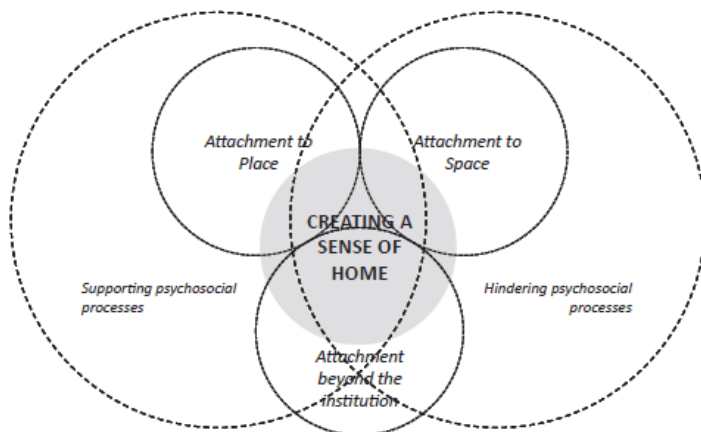 Attachment to
Place
Attachment to
Space
CREATING A
SENSE OF
HOME
Supporting psychosocial
processes
Hindering psychosocial
processes
Attachment
beyond the
institution